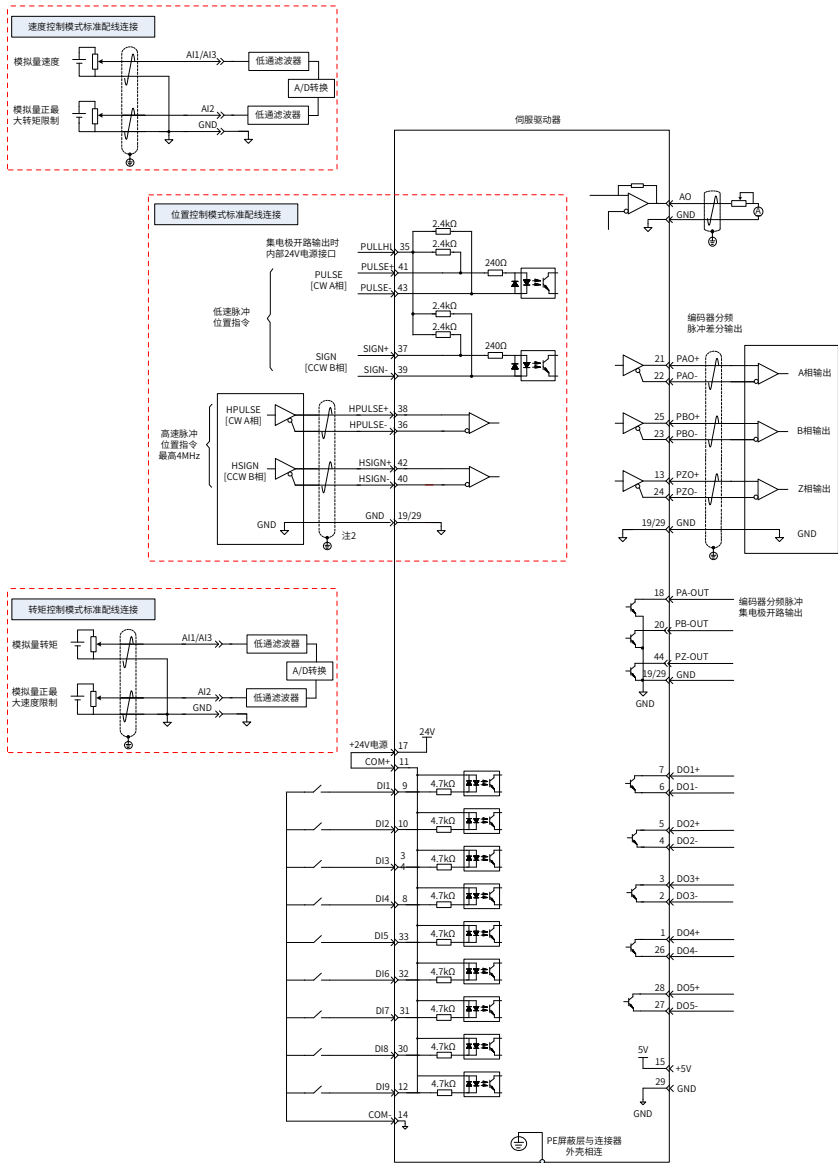 速度控制模式标准配线连接
模拟量速度
AI1/AI3
低通滤波器
A/D转换
模拟量正最
大转矩限制
AI2
低通滤波器
GND
伺服驱动器
AO
GND
A
位置控制模式标准配线连接
集电极开路输出时
内部24V电源接口
PULLHI
35
2.4kΩ
2.4kΩ
PULSE
[CW A相]
PULSE+
41
240Ω
PULSE-
43
低速脉冲
位置指令
2.4kΩ
2.4kΩ
SIGN
[CCW B相]
SIGN+
37
240Ω
SIGN-
39
高速脉冲
位置指令
最高4MHz
HPULSE
[CW A相]
HPULSE+
38
HPULSE-
36
HSIGN
[CCW B相]
HSIGN+
42
HSIGN-
40
GND
GND
19/29
注2
编码器分频
脉冲差分输出
21
PAO+
22
PAO-
A相输出
25
PBO+
23
PBO-
B相输出
13
PZO+
24
PZO-
Z相输出
19/29
GND
GND
18
PA-OUT
编码器分频脉冲
集电极开路输出
20
PB-OUT
44
PZ-OUT
19/29
GND
GND
转矩控制模式标准配线连接
模拟量转矩
AI1/AI3
低通滤波器
A/D转换
模拟量正最
大速度限制
AI2
低通滤波器
GND
+24V电源
17
24V
COM+
11
DI1
9
4.7kΩ
DI2
10
4.7kΩ
DI3
3
4
4.7kΩ
DI4
8
4.7kΩ
DI5
33
4.7kΩ
DI6
32
4.7kΩ
DI7
31
4.7kΩ
DI8
30
4.7kΩ
DI9
12
4.7kΩ
COM-
14
7
DO1+
6
DO1-
5
DO2+
4
DO2-
3
DO3+
2
DO3-
1
DO4+
26
DO4-
28
DO5+
27
DO5-
5V
15
+5V
29
GND
GND
PE屏蔽层与连接器
外壳相连